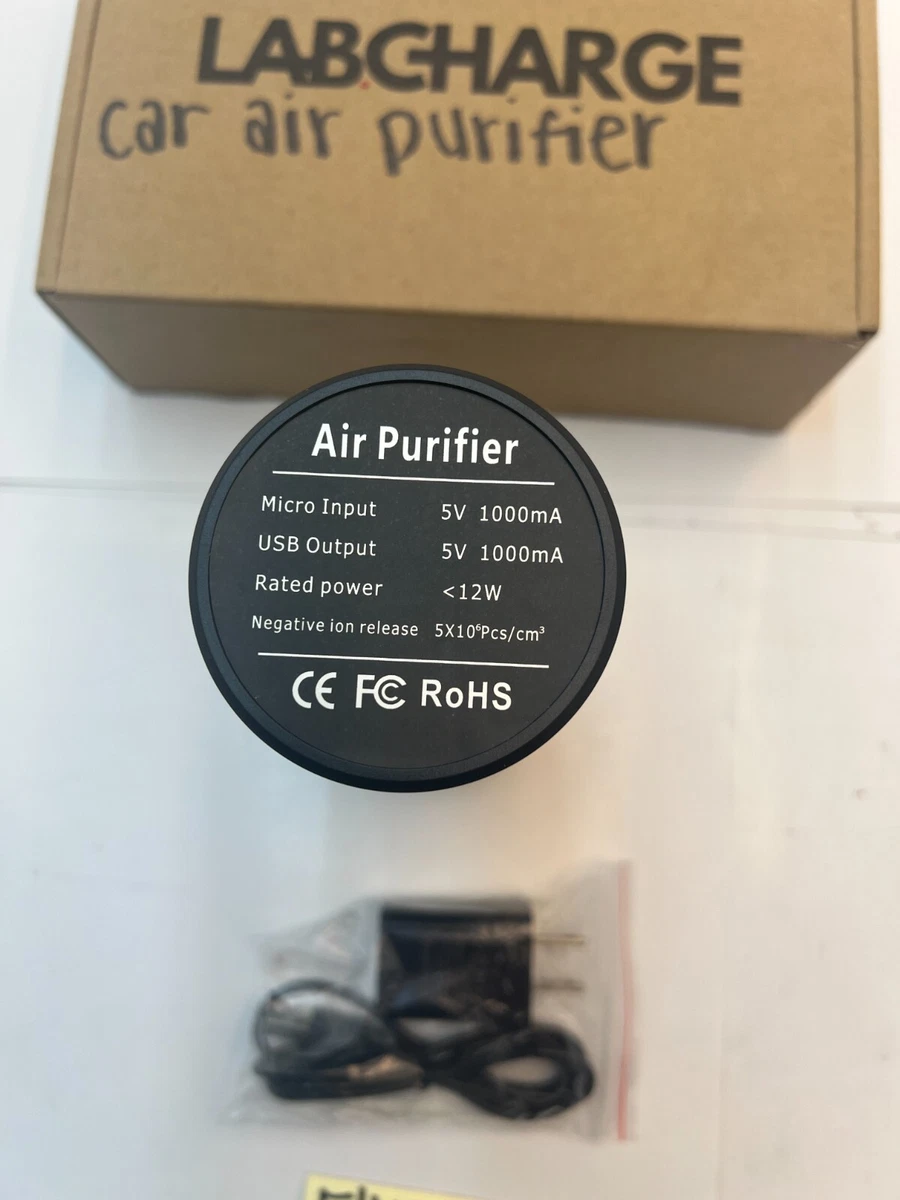 LABCHARGE
car air purifier
Air Purifier
Micro Input 5V 1000mA
USB Output 5V 1000mA
Rated power <12W
Negative ion release 5X10⁶Pcs/cm³
CE FC RoHS